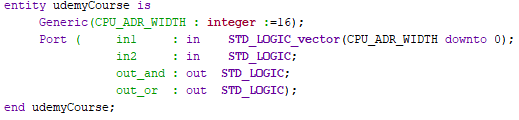 entity udemyCourse is
Generic(CPU_ADR_WIDTH : integer :=16);
Port ( in1 : in STD_LOGIC_vector(CPU_ADR_WIDTH downto 0);
in2 : in STD_LOGIC;
out_and : out STD_LOGIC;
out_or : out STD_LOGIC);
end udemyCourse;